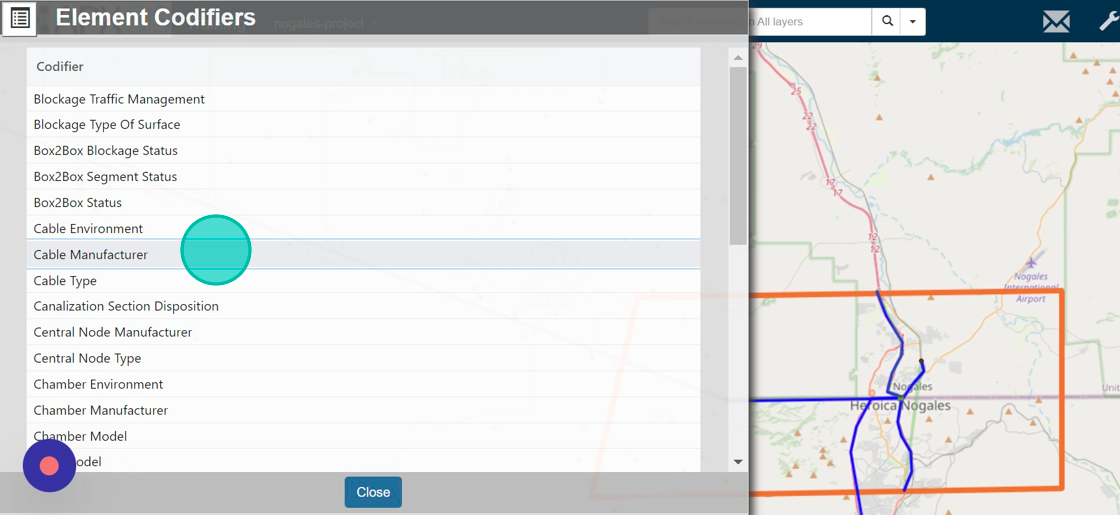 Element Codifiers
nogales-project
All layers
Codifier
Blockage Traffic Management
Blockage Type Of Surface
Box2Box Blockage Status
Box2Box Segment Status
Box2Box Status
Cable Environment
Cable Manufacturer
Cable Type
Canalization Section Disposition
Central Node Manufacturer
Central Node Type
Chamber Environment
Chamber Manufacturer
Chamber Model
odel
Close
29
25
22
22
17
17
12
12
Nogales
International
Airport
Nogales
Heroica Nogales
Unit